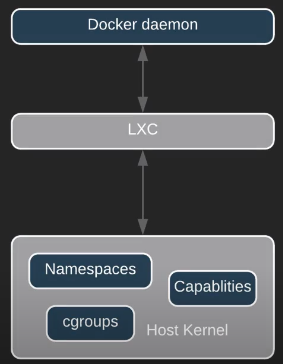 Docker daemon
LXC
Namespaces
Capablities
cgroups
Host Kernel